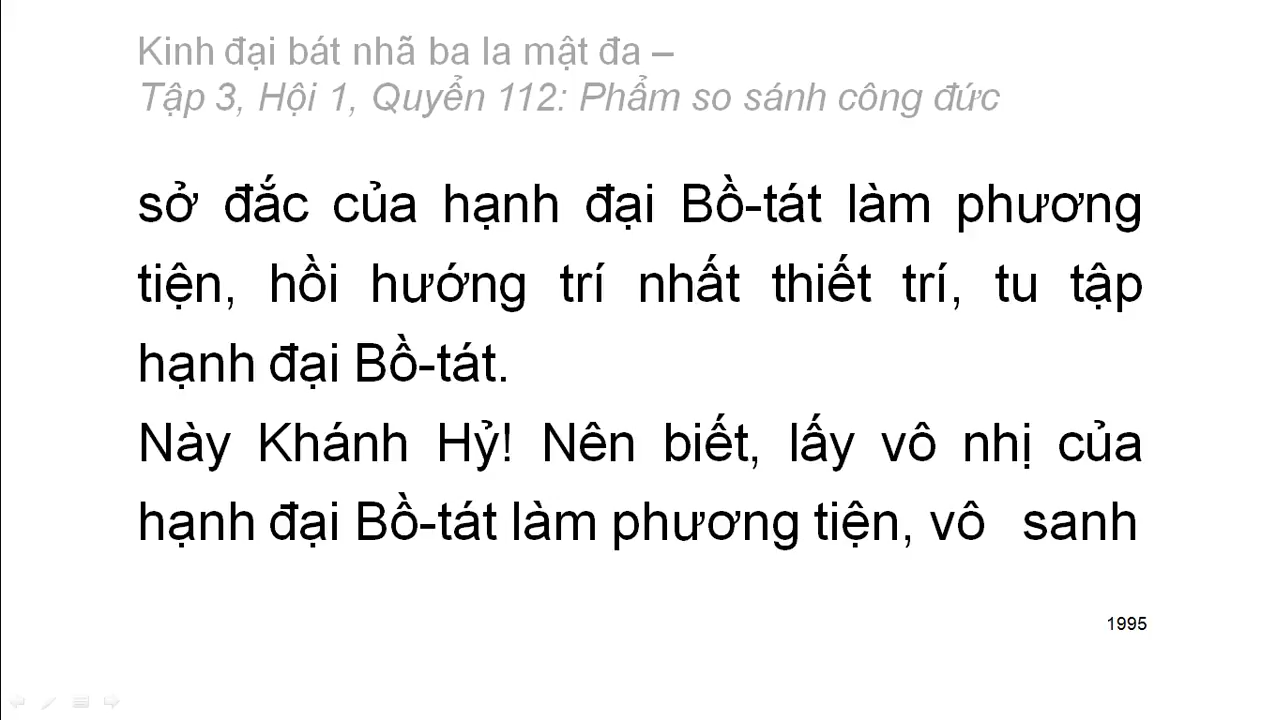 Kinh đại bát nhã ba la mật đa –
Tập 3, Hội 1, Quyển 112: Phẩm so sánh công đức
sở đắc của hạnh đại Bồ-tát làm phương
tiện, hồi hướng trí nhất thiết trí, tu tập
hạnh đại Bồ-tát.
Này Khánh Hỷ! Nên biết, lấy vô nhị của
hạnh đại Bồ-tát làm phương tiện, vô sanh
1995